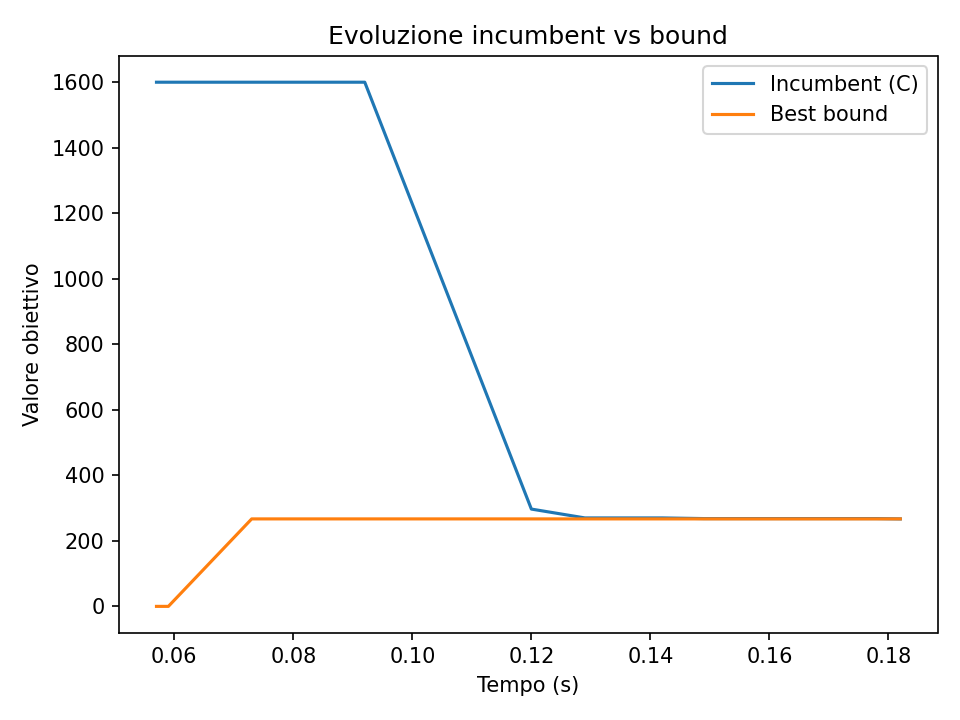 Evoluzione incumbent vs bound
Incumbent (C)
Best bound
Valore obiettivo
1600
1400
1200
1000
800
600
400
200
0
0.06 0.08 0.10 0.12 0.14 0.16 0.18
Tempo (s)